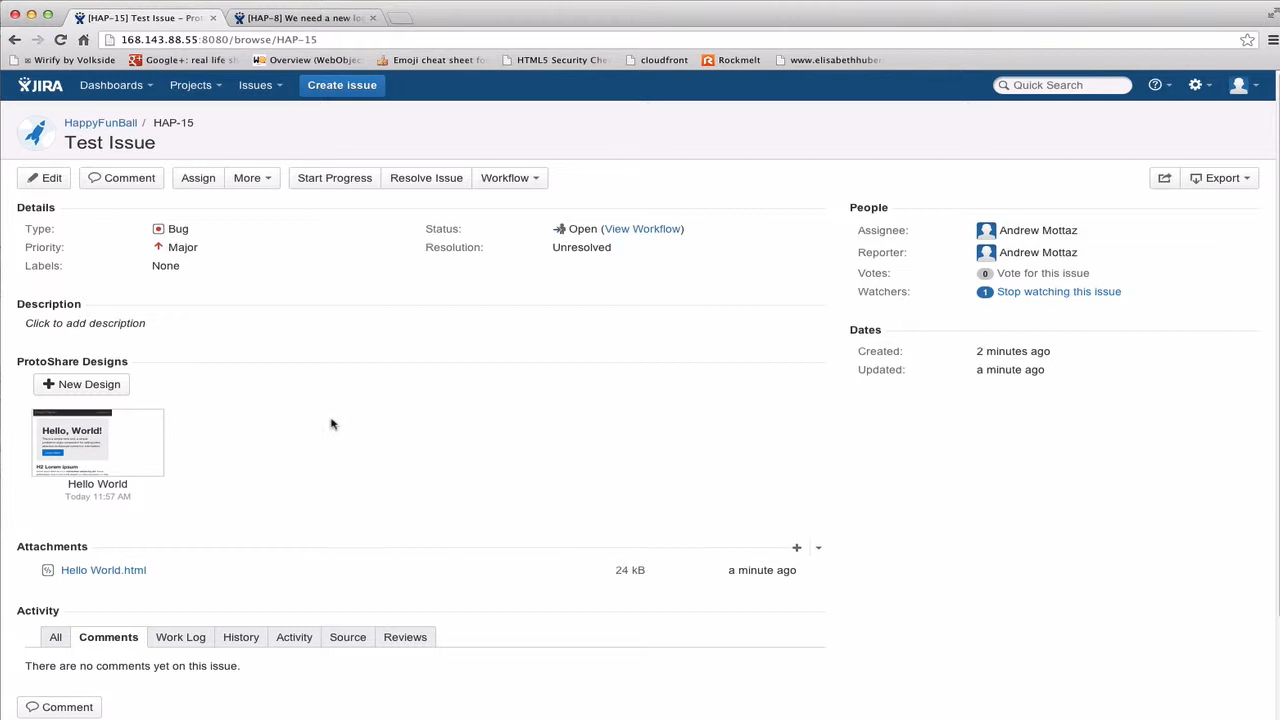 [HAP-15] Test Issue – Prot
[HAP-8] We need a new lo
168.143.88.55:8080/browse/HAP-15
Wirify by Volkside
Google+: real life sh
Overview (WebObjec
Emoji cheat sheet fo
HTML5 Security Che
cloudfront
Rockmelt
www.elisabethhube
JIRA Dashboards Projects Issues Create issue Quick Search
HappyFunBall / HAP-15
Test Issue
Edit Comment Assign More Start Progress Resolve Issue Workflow Export
Details
Type: Bug
Status: Open (View Workflow)
Priority: Major
Resolution: Unresolved
Labels: None
Description
Click to add description
ProtoShare Designs
New Design
Hello, World!
H2 Lorem ipsum
Hello World
Today 11:57 AM
Attachments
Hello World.html 24 kB a minute ago
Activity
All Comments Work Log History Activity Source Reviews
There are no comments yet on this issue.
Comment
People
Assignee: Andrew Mottaz
Reporter: Andrew Mottaz
Votes: 0 Vote for this issue
Watchers: 1 Stop watching this issue
Dates
Created: 2 minutes ago
Updated: a minute ago